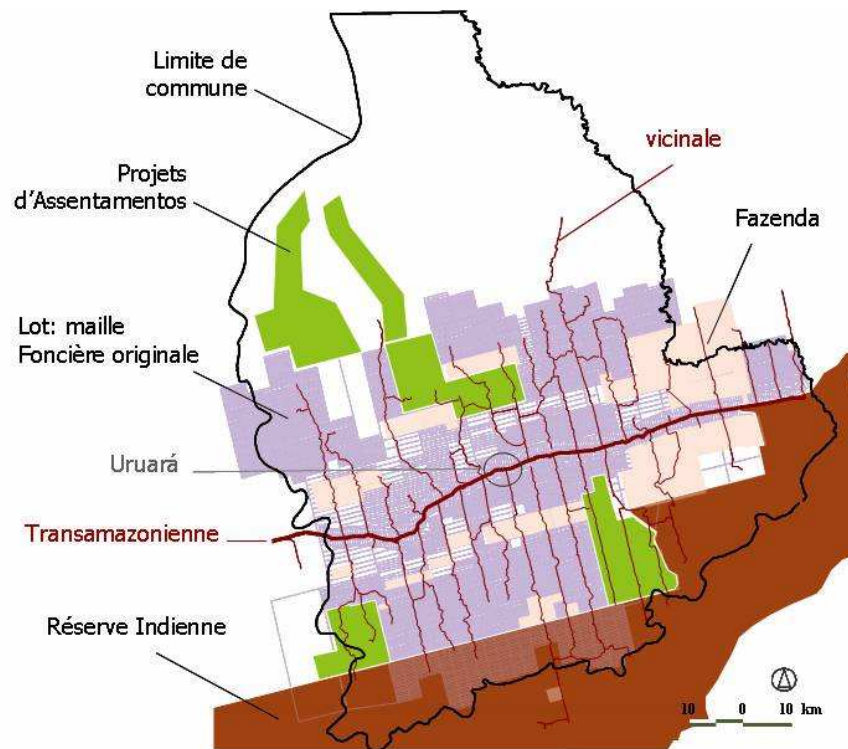 Limite de
commune
vicinale
Projets
d'Assentamentos
Fazenda
Lot: maille
Foncière originale
Uruará
Transamazonienne
Réserve Indienne
10 0 10 km